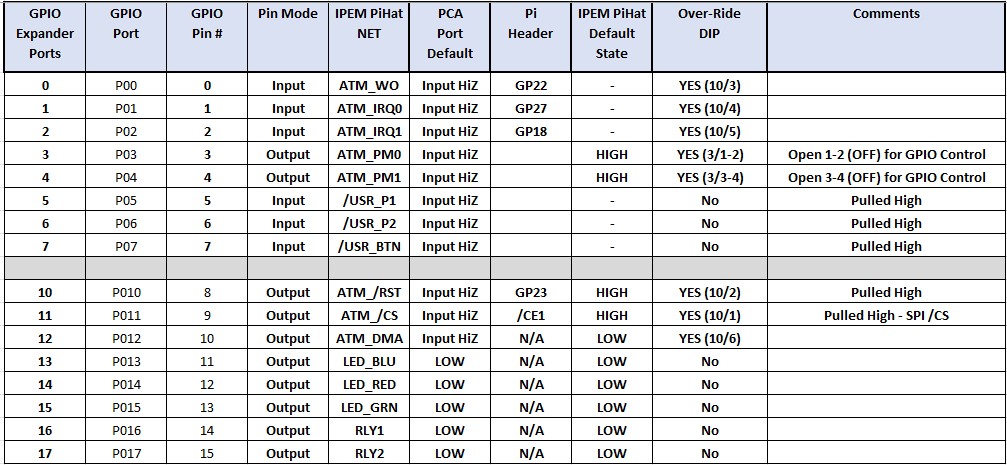 GPIO Expander Ports | GPIO Port | GPIO Pin # | Pin Mode | IPEM PiHat NET | PCA Port Default | Pi Header | IPEM PiHat Default State | Over-Ride DIP | Comments
0 | P00 | 0 | Input | ATM_WO | Input HiZ | GP22 | - | YES (10/3) |
1 | P01 | 1 | Input | ATM_IRQ0 | Input HiZ | GP27 | - | YES (10/4) |
2 | P02 | 2 | Input | ATM_IRQ1 | Input HiZ | GP18 | - | YES (10/5) |
3 | P03 | 3 | Output | ATM_PM0 | Input HiZ | | HIGH | YES (3/1-2) | Open 1-2 (OFF) for GPIO Control
4 | P04 | 4 | Output | ATM_PM1 | Input HiZ | | HIGH | YES (3/3-4) | Open 3-4 (OFF) for GPIO Control
5 | P05 | 5 | Input | /USR_P1 | Input HiZ | | - | No | Pulled High
6 | P06 | 6 | Input | /USR_P2 | Input HiZ | | - | No | Pulled High
7 | P07 | 7 | Input | /USR_BTN | Input HiZ | | - | No | Pulled High
10 | P010 | 8 | Output | ATM_/RST | Input HiZ | GP23 | HIGH | YES (10/2) | Pulled High
11 | P011 | 9 | Output | ATM_/CS | Input HiZ | /CE1 | HIGH | YES (10/1) | Pulled High - SPI /CS
12 | P012 | 10 | Output | ATM_DMA | Input HiZ | N/A | LOW | YES (10/6) |
13 | P013 | 11 | Output | LED_BLU | LOW | N/A | LOW | No |
14 | P014 | 12 | Output | LED_RED | LOW | N/A | LOW | No |
15 | P015 | 13 | Output | LED_GRN | LOW | N/A | LOW | No |
16 | P016 | 14 | Output | RLY1 | LOW | N/A | LOW | No |
17 | P017 | 15 | Output | RLY2 | LOW | N/A | LOW | No |